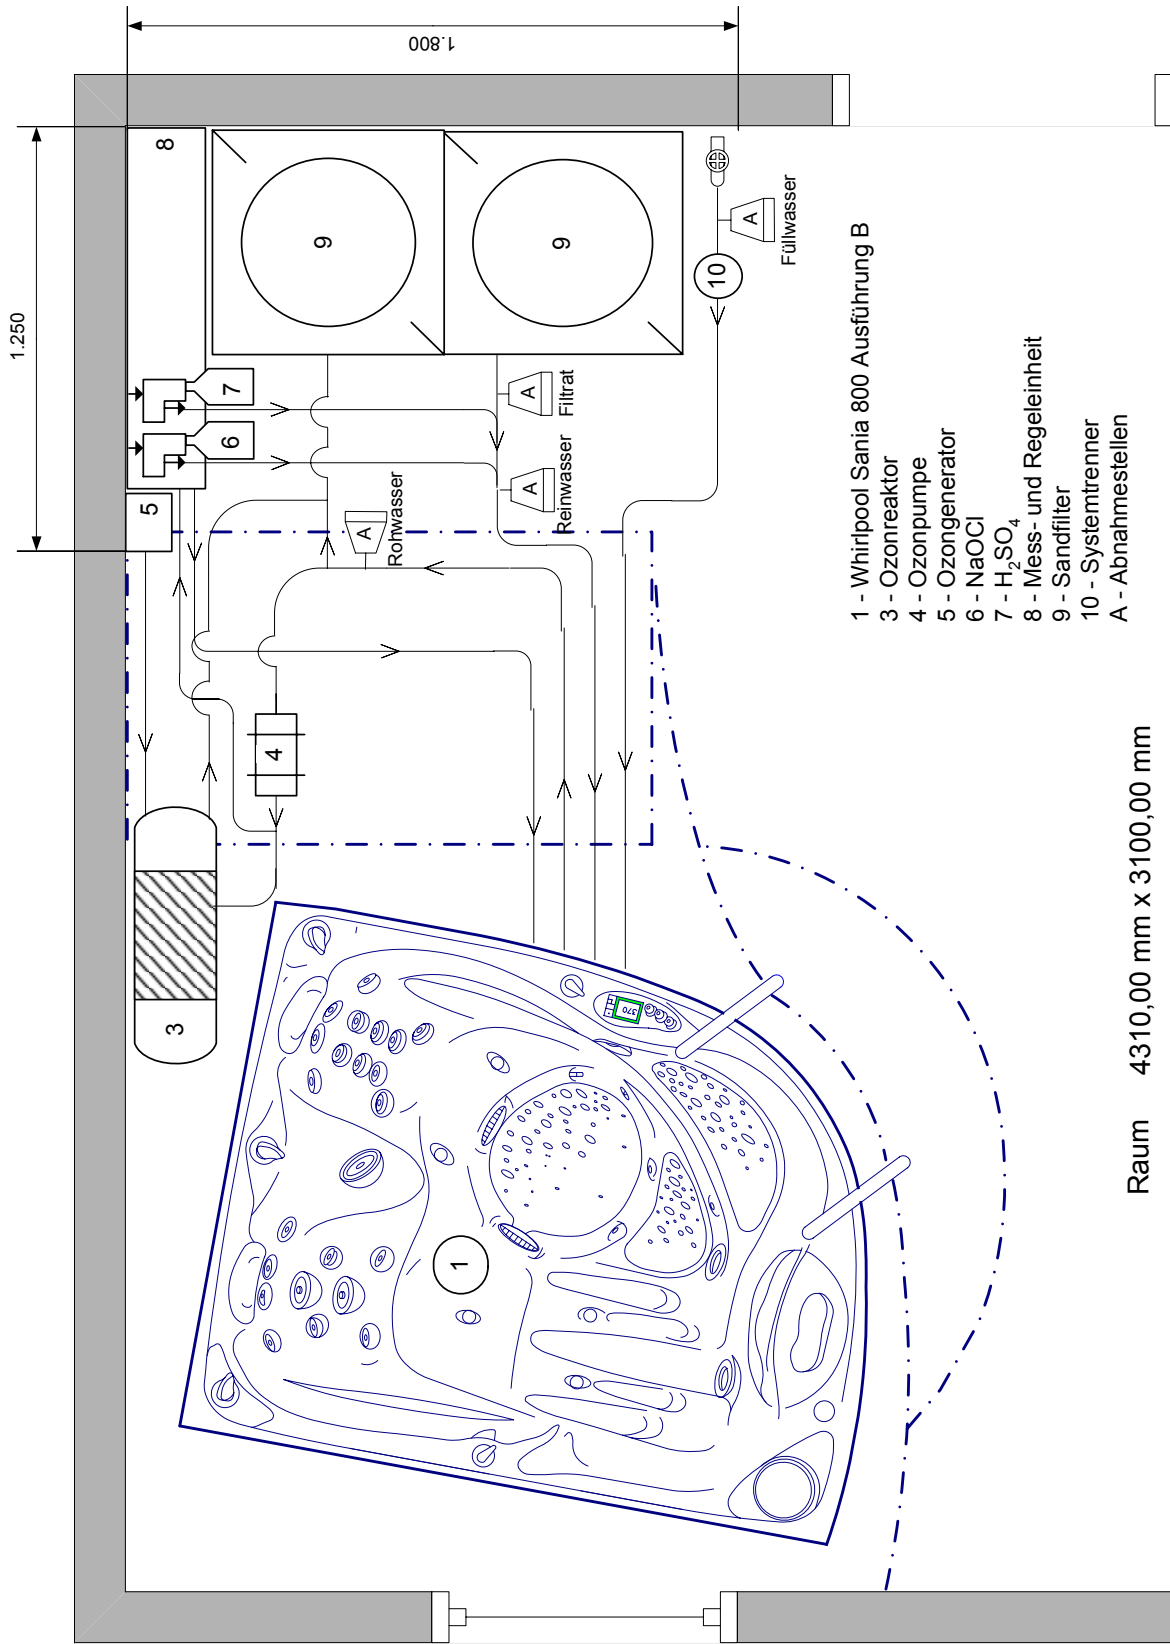 1.800
1.250
8
9
9
7
6
5
A
Filtrat
A
Reinwasser
A
Rohwasser
A
Füllwasser
10
4
3
370
1
1 - Whirlpool Sania 800 Ausführung B
3 - Ozonreaktor
4 - Ozonpumpe
5 - Ozongenerator
6 - NaOCl
7 - H₂SO₄
8 - Mess- und Regeleinheit
9 - Sandfilter
10 - Systemtrenner
A - Abnahmestellen
Raum 4310,00 mm x 3100,00 mm